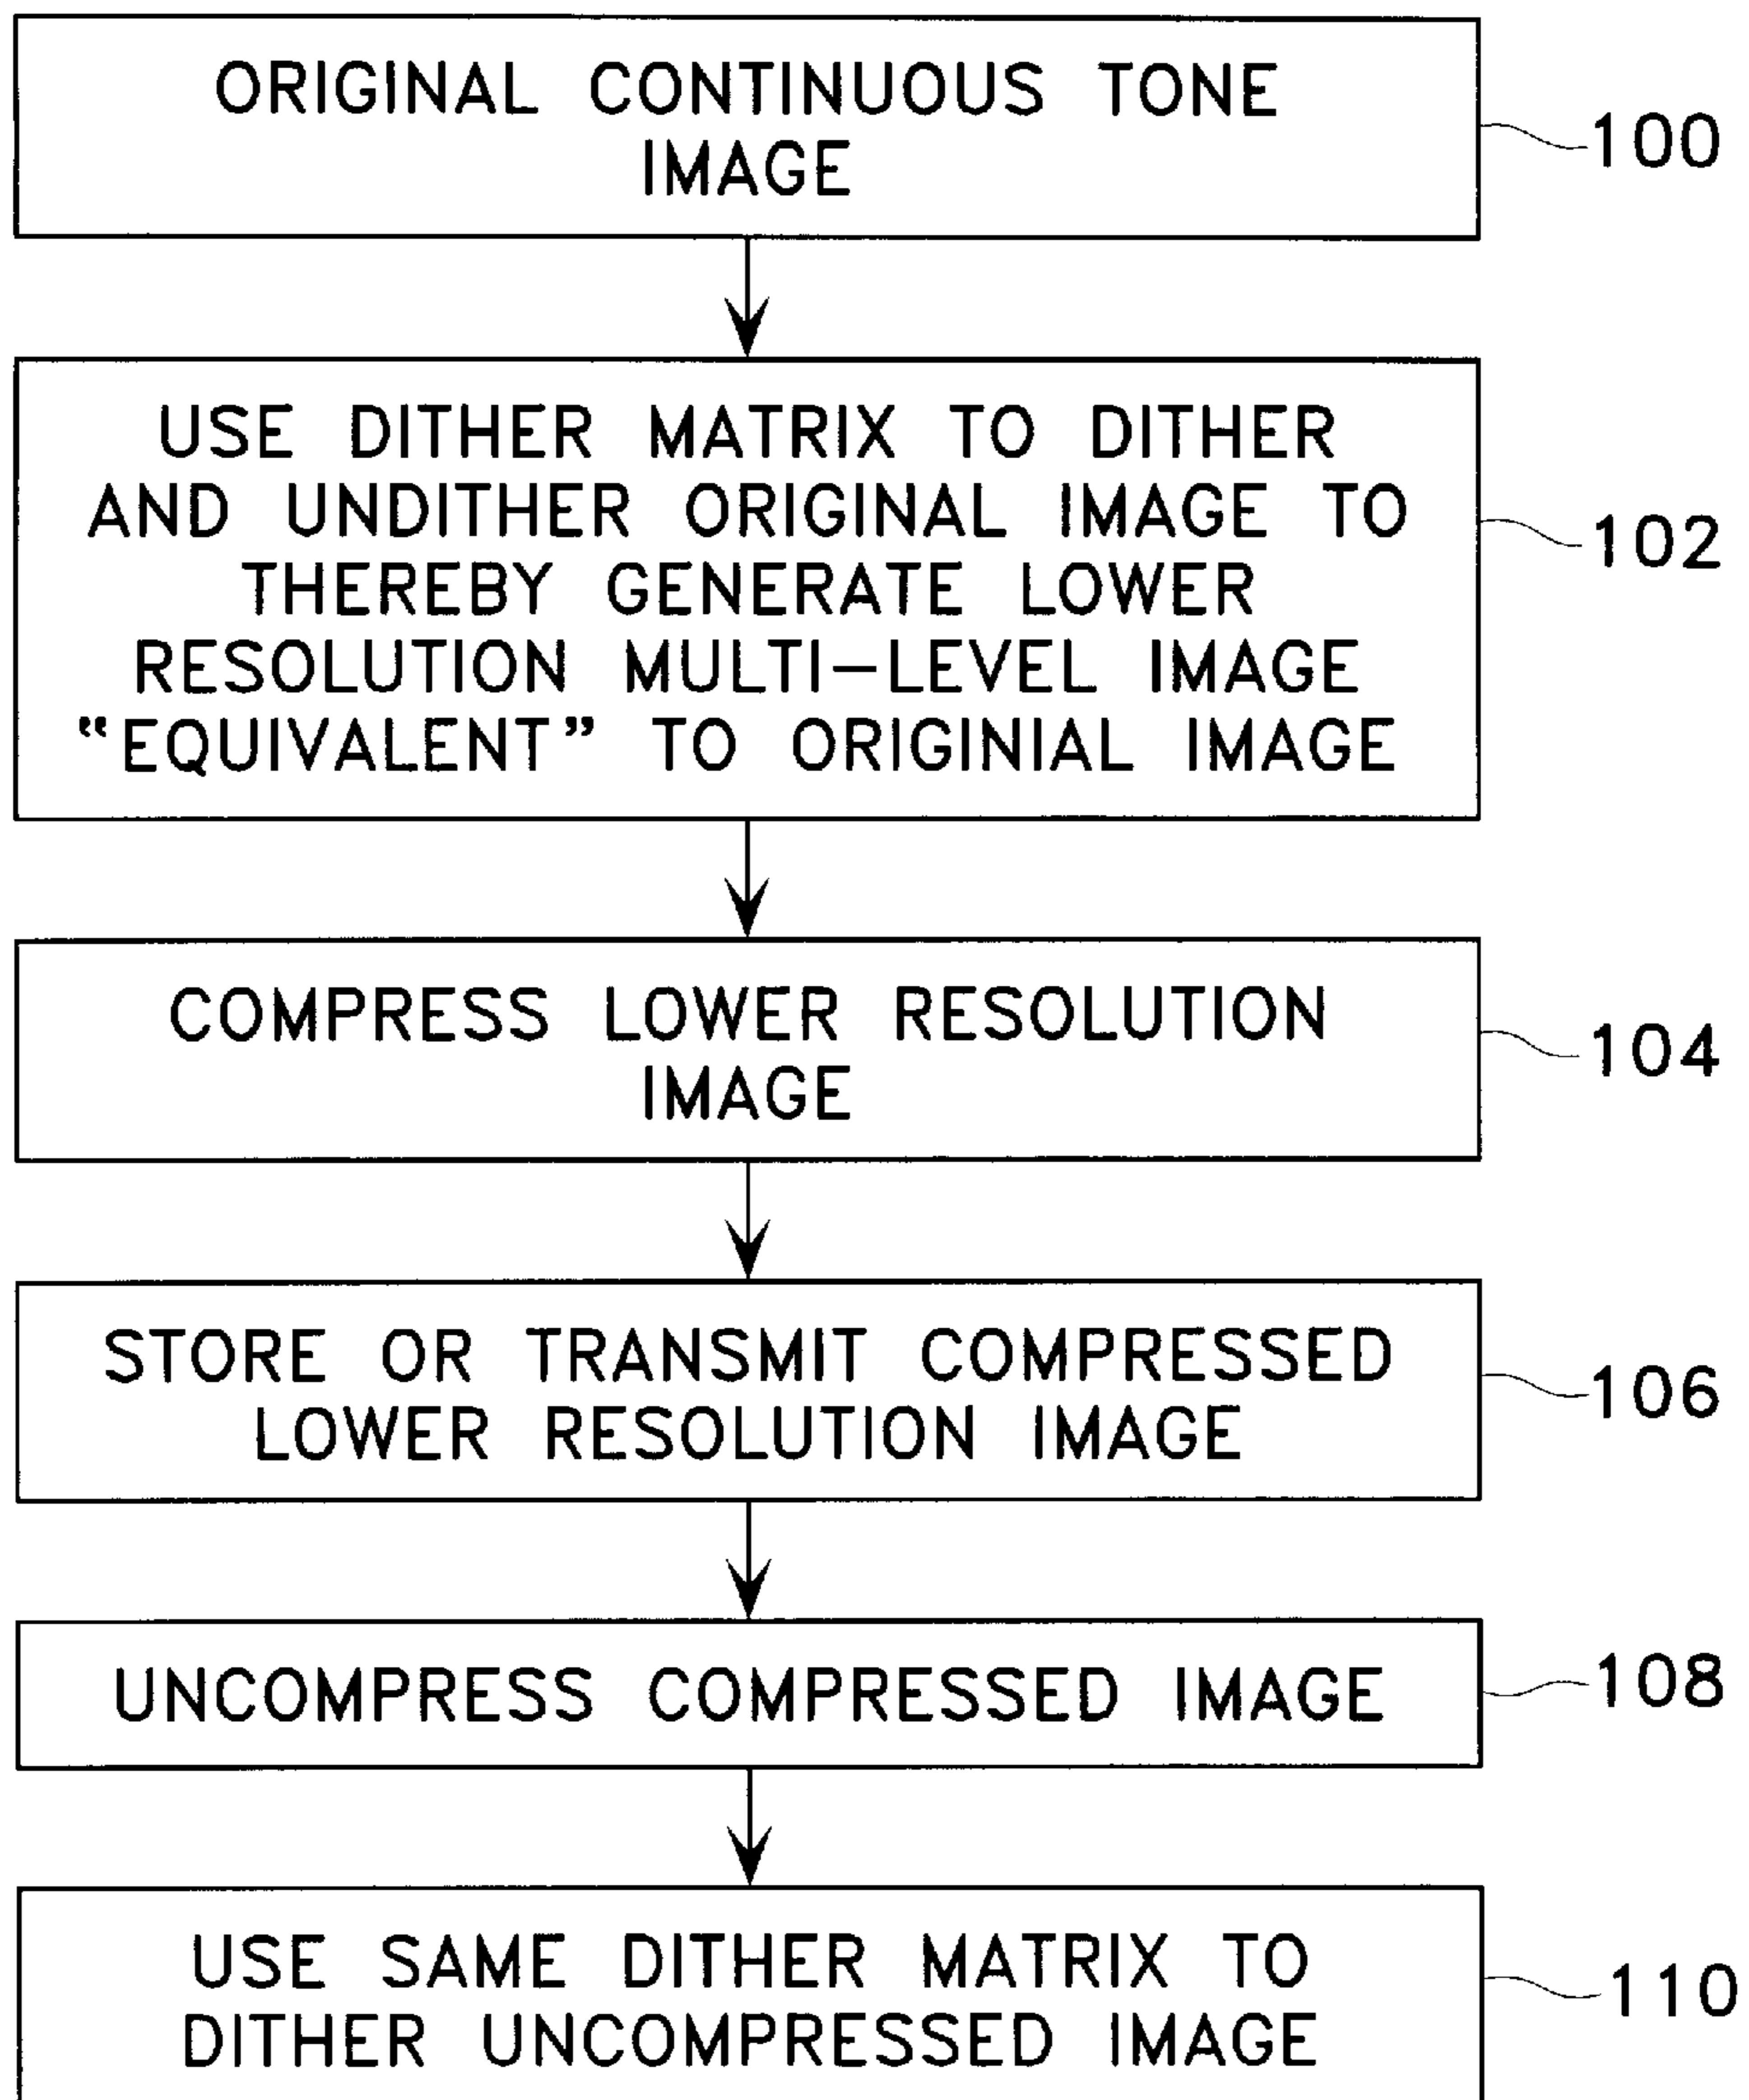 ORIGINAL CONTINUOUS TONE
IMAGE
100
USE DITHER MATRIX TO DITHER
AND UNDITHER ORIGINAL IMAGE TO
THEREBY GENERATE LOWER
RESOLUTION MULTI-LEVEL IMAGE
“EQUIVALENT” TO ORIGINIAL IMAGE
102
COMPRESS LOWER RESOLUTION
IMAGE
104
STORE OR TRANSMIT COMPRESSED
LOWER RESOLUTION IMAGE
106
UNCOMPRESS COMPRESSED IMAGE
108
USE SAME DITHER MATRIX TO
DITHER UNCOMPRESSED IMAGE
110